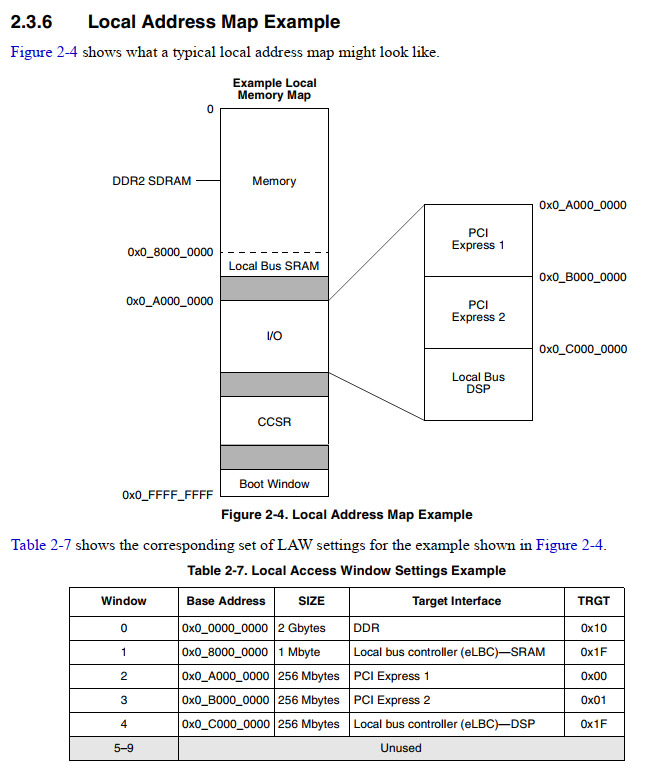 2.3.6 Local Address Map Example
Figure 2-4 shows what a typical local address map might look like.
Example Local
Memory Map
0
DDR2 SDRAM
Memory
0x0_8000_0000
Local Bus SRAM
0x0_A000_0000
I/O
CCSR
Boot Window
0x0_FFFF_FFFF
0x0_A000_0000
PCI
Express 1
0x0_B000_0000
PCI
Express 2
0x0_C000_0000
Local Bus
DSP
Figure 2-4. Local Address Map Example
Table 2-7 shows the corresponding set of LAW settings for the example shown in Figure 2-4.
Table 2-7. Local Access Window Settings Example
Window Base Address SIZE Target Interface TRGT
0 0x0_0000_0000 2 Gbytes DDR 0x10
1 0x0_8000_0000 1 Mbyte Local bus controller (eLBC)—SRAM 0x1F
2 0x0_A000_0000 256 Mbytes PCI Express 1 0x00
3 0x0_B000_0000 256 Mbytes PCI Express 2 0x01
4 0x0_C000_0000 256 Mbytes Local bus controller (eLBC)—DSP 0x1F
5–9 Unused